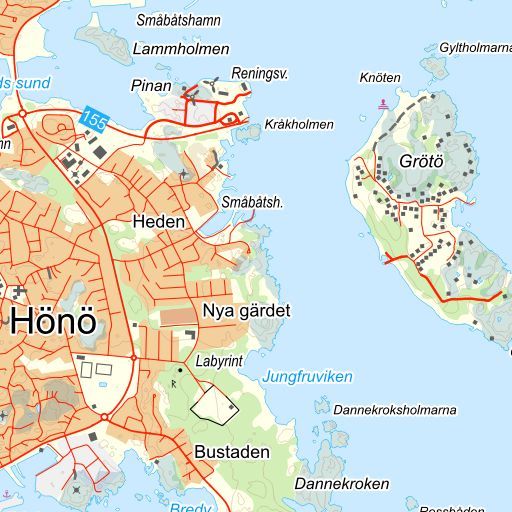 Småbåtshamn
Lammholmen
Gyltholmarna
ds sund
Pinan
Reningsv.
Knöten
155
Kråkholmen
Grötö
Småbåtsh.
Heden
Hönö
Nya gärdet
Labyrint
Jungfruviken
R
Dannekroksholmarna
Bustaden
Dannekroken
Bredv
Rossbåden